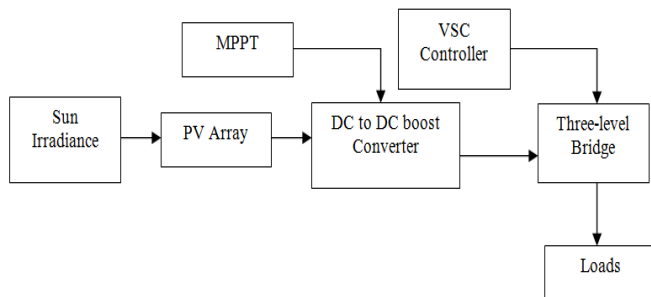 MPPT
VSC
Controller
Sun
Irradiance
PV Array
DC to DC boost
Converter
Three-level
Bridge
Loads